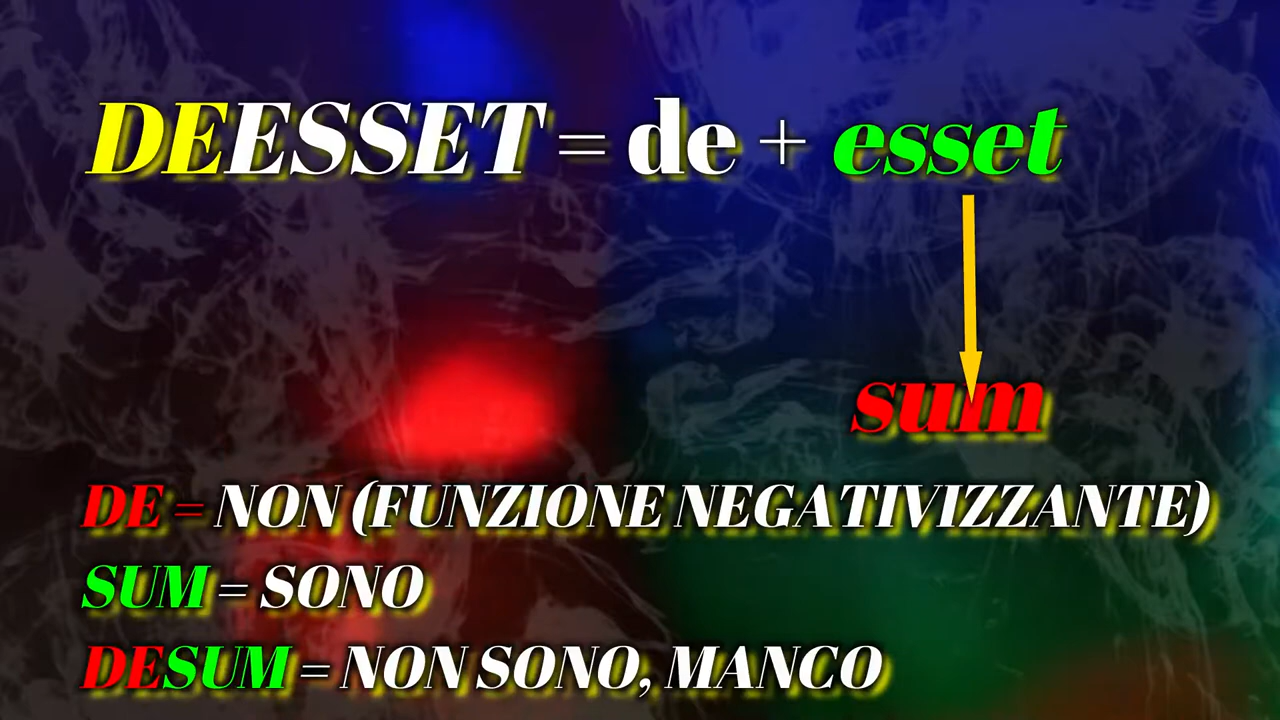 DEESSET = de + esset
sum
DE = NON (FUNZIONE NEGATIVIZZANTE)
SUM = SONO
DESUM = NON SONO, MANCO